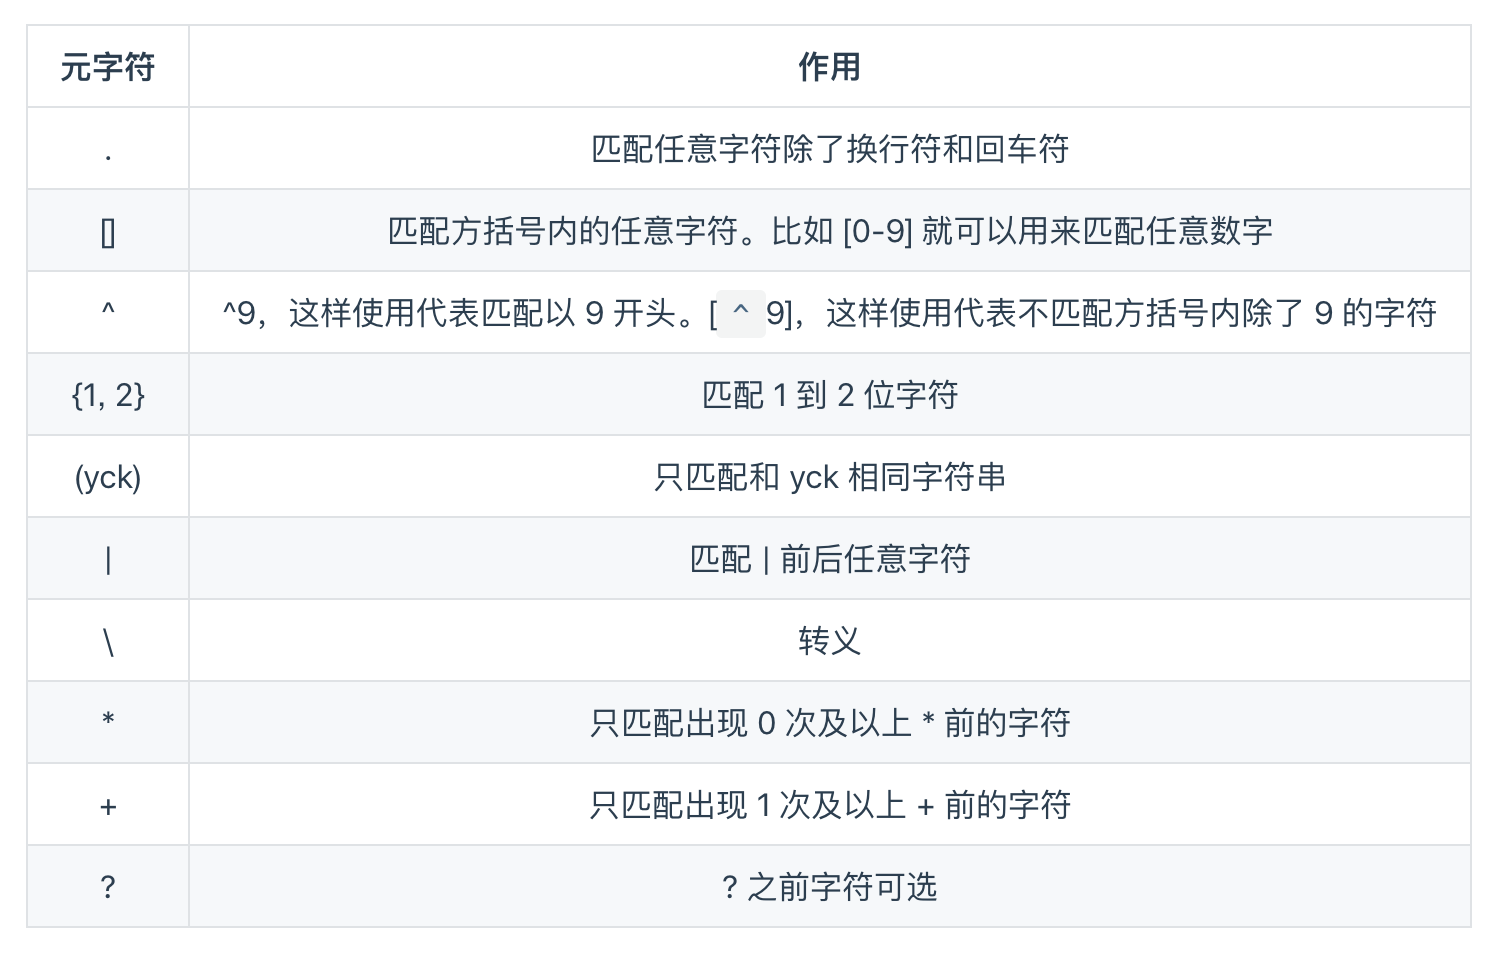 元字符 作用
. 匹配任意字符除了换行符和回车符
[] 匹配方括号内的任意字符。比如 [0-9] 就可以用来匹配任意数字
^ ^9，这样使用代表匹配以 9 开头。[ ^ 9]，这样使用代表不匹配方括号内除了 9 的字符
{1, 2} 匹配 1 到 2 位字符
(yck) 只匹配和 yck 相同字符串
| 匹配 | 前后任意字符
\ 转义
* 只匹配出现 0 次及以上 * 前的字符
+ 只匹配出现 1 次及以上 + 前的字符
? ? 之前字符可选